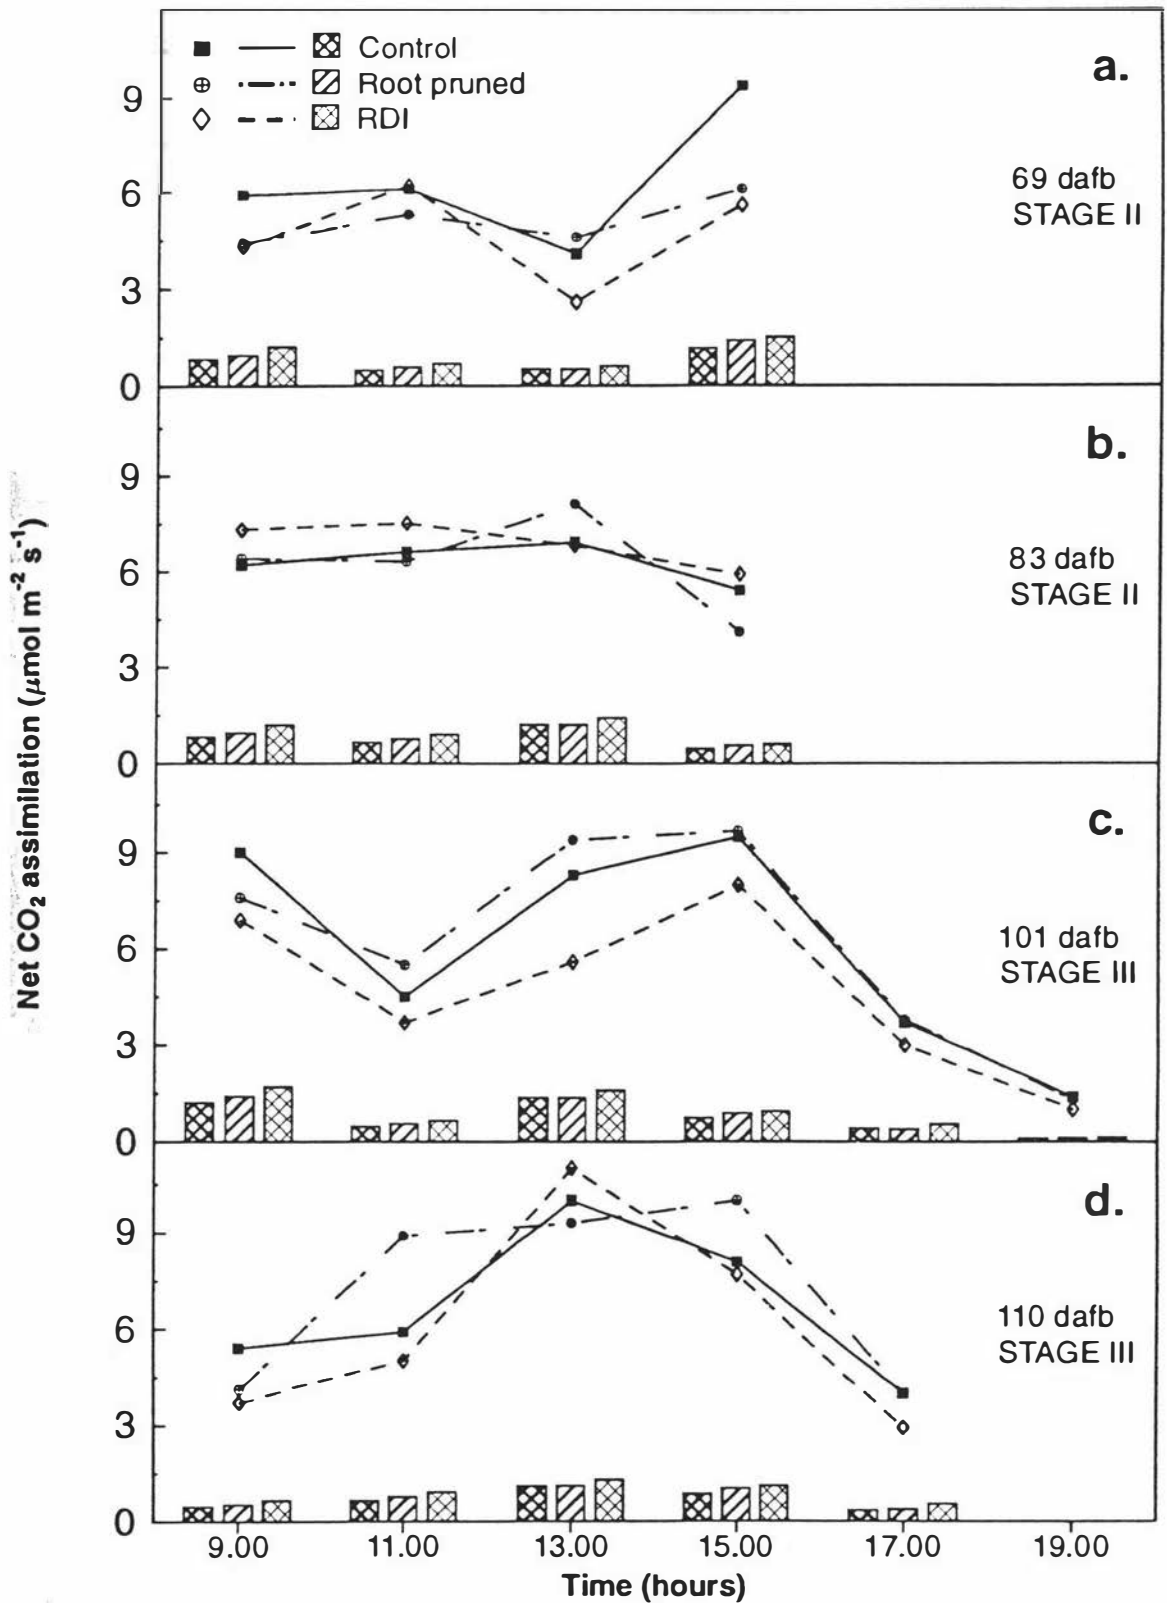 Control
Root pruned
RDI
a.
9
6
3
0
69 dafb
STAGE II
b.
9
6
3
0
83 dafb
STAGE II
c.
9
6
3
0
101 dafb
STAGE III
d.
9
6
3
0
110 dafb
STAGE III
Net CO₂ assimilation (μmol m⁻² s⁻¹)
9.00 11.00 13.00 15.00 17.00 19.00
Time (hours)